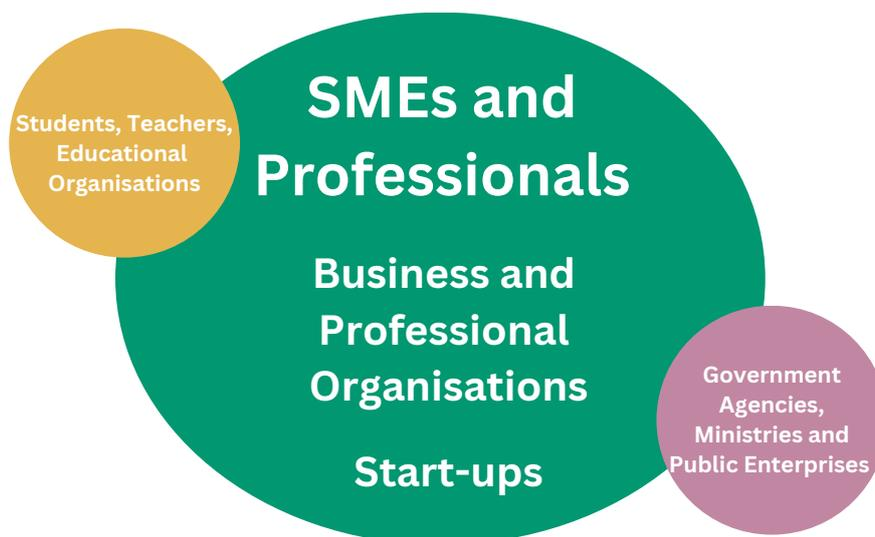 Students, Teachers,
Educational
Organisations
SMEs and
Professionals
Business and
Professional
Organisations
Start-ups
Government
Agencies,
Ministries and
Public Enterprises